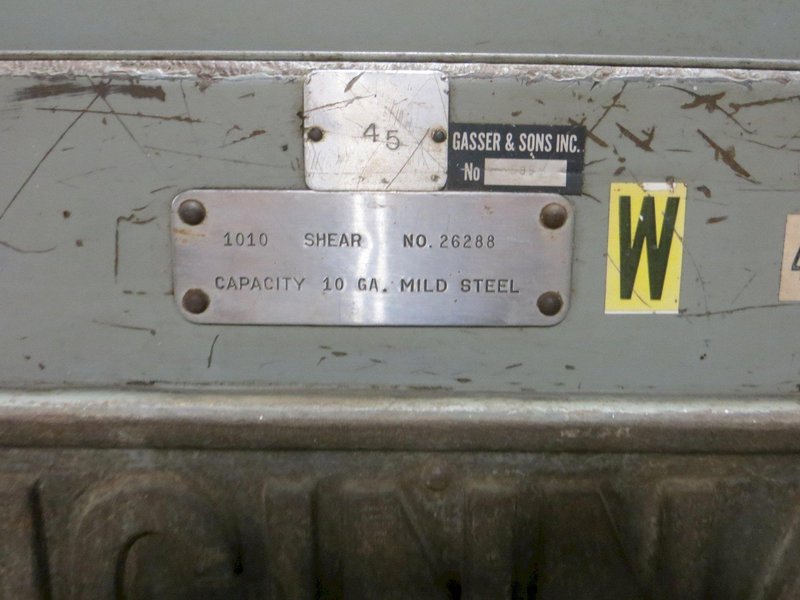 45
GASSER & SONS INC.
No
1010 SHEAR NO. 26288
CAPACITY 10 GA. MILD STEEL
W